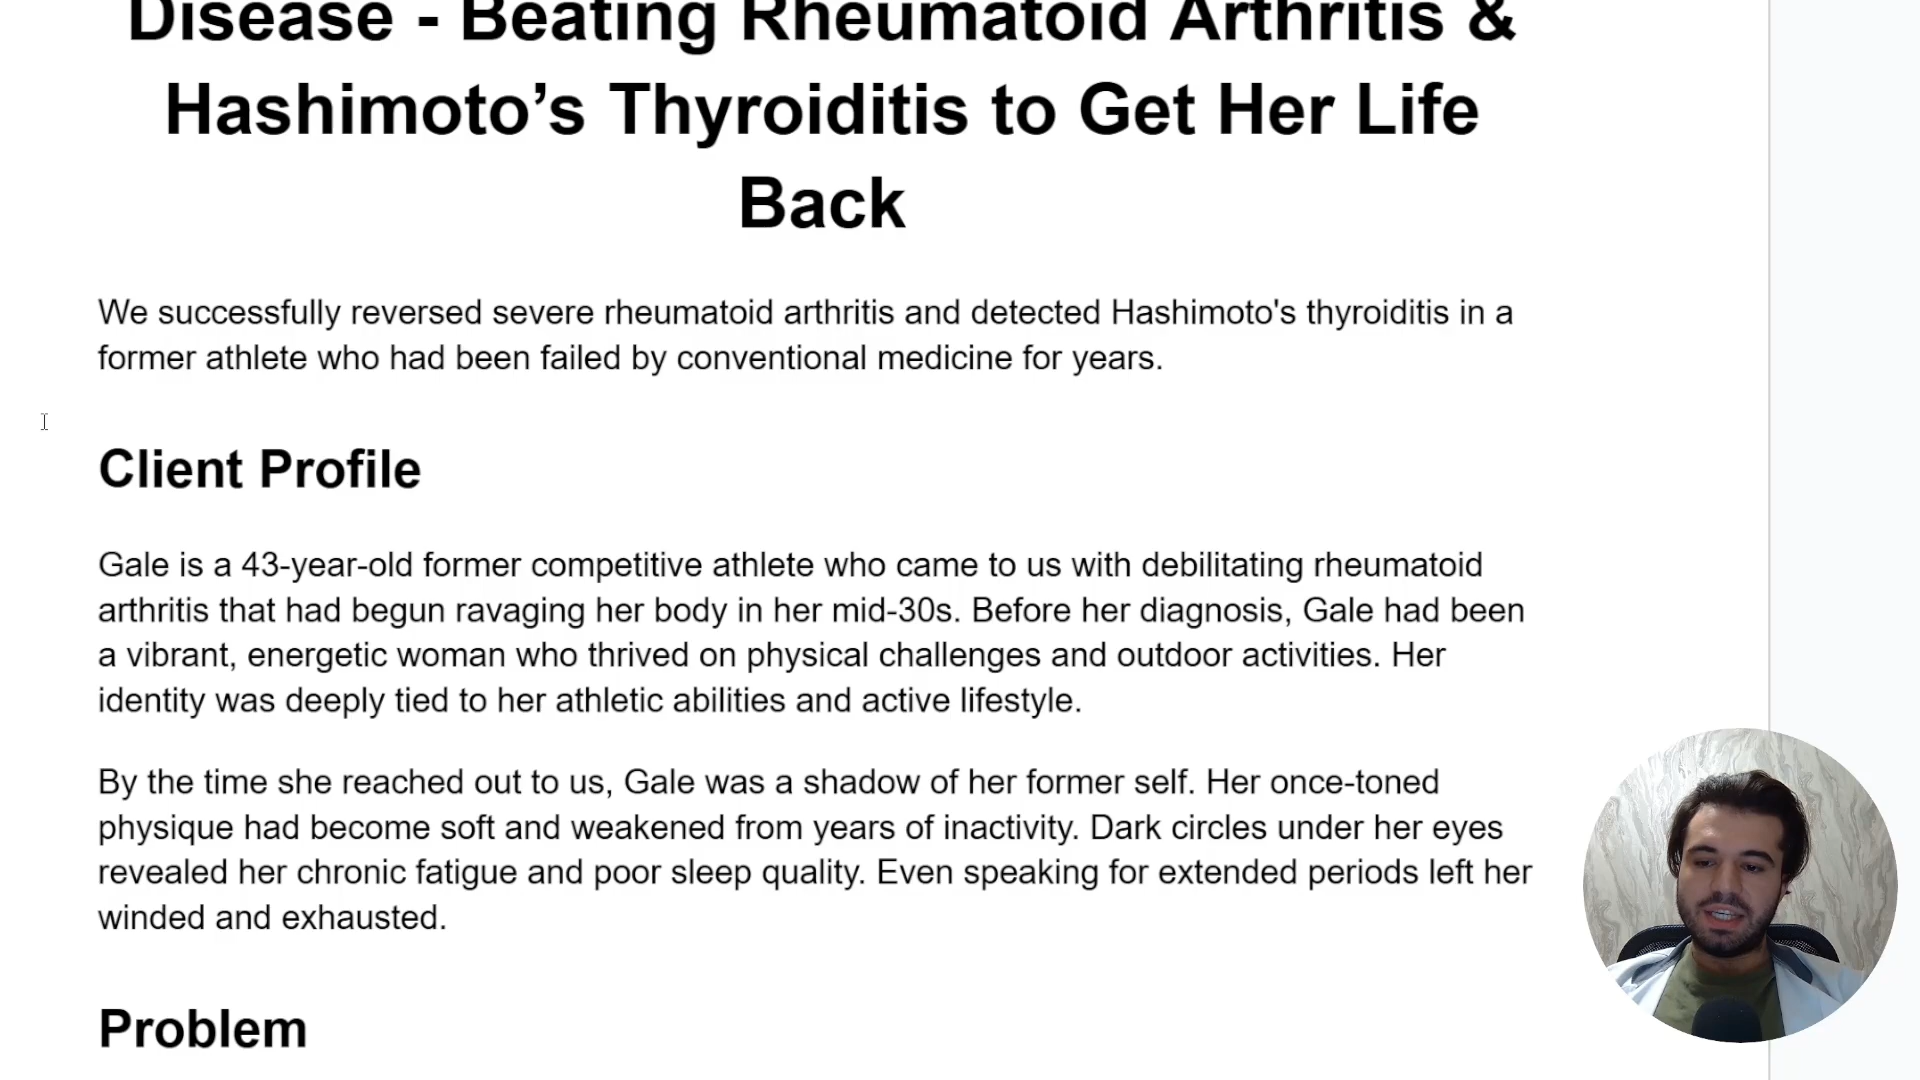 Disease - Beating Rheumatoid Arthritis &
Hashimoto’s Thyroiditis to Get Her Life
Back
We successfully reversed severe rheumatoid arthritis and detected Hashimoto's thyroiditis in a
former athlete who had been failed by conventional medicine for years.
Client Profile
Gale is a 43-year-old former competitive athlete who came to us with debilitating rheumatoid
arthritis that had begun ravaging her body in her mid-30s. Before her diagnosis, Gale had been
a vibrant, energetic woman who thrived on physical challenges and outdoor activities. Her
identity was deeply tied to her athletic abilities and active lifestyle.
By the time she reached out to us, Gale was a shadow of her former self. Her once-toned
physique had become soft and weakened from years of inactivity. Dark circles under her eyes
revealed her chronic fatigue and poor sleep quality. Even speaking for extended periods left her
winded and exhausted.
Problem